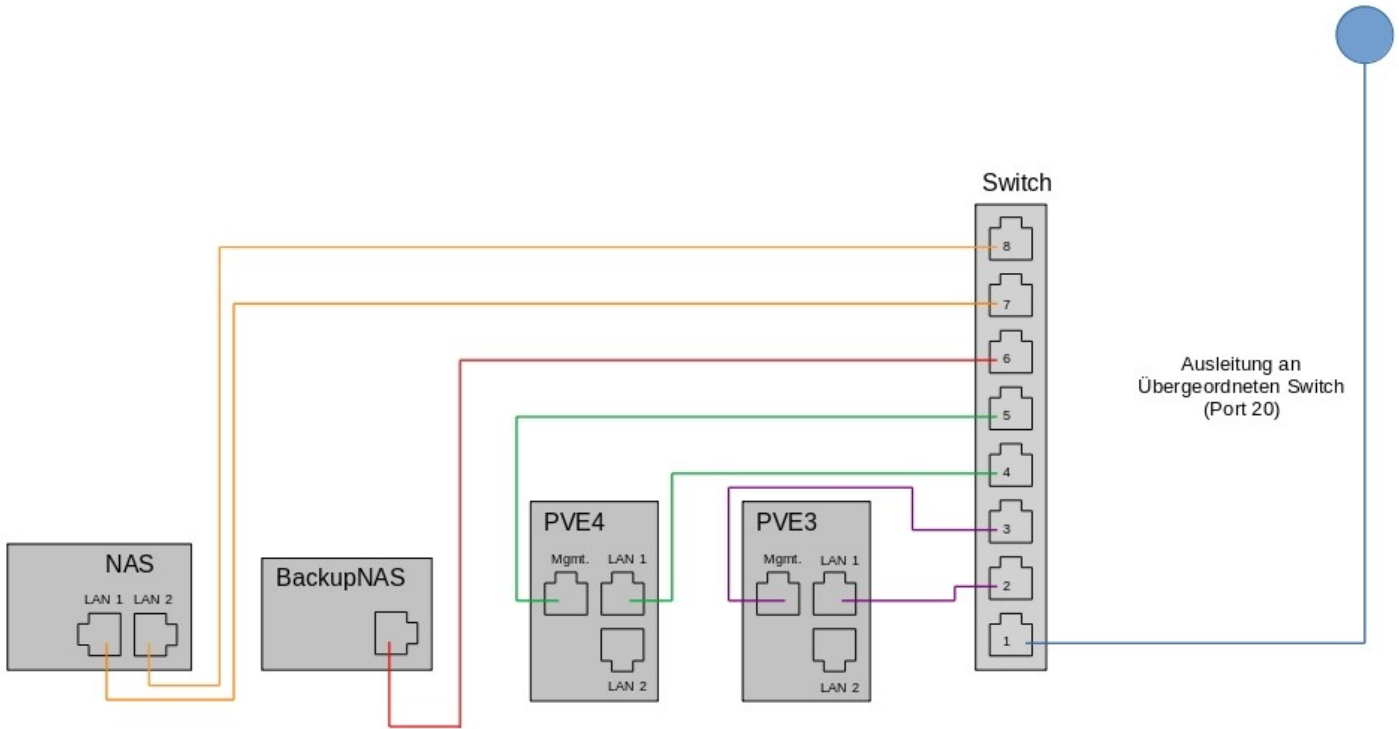 Switch
8
7
6
Ausleitung an
Übergeordneten Switch
(Port 20)
5
4
3
2
1
PVE4
Mgmt. LAN 1
LAN 2
PVE3
Mgmt. LAN 1
LAN 2
NAS
LAN 1 LAN 2
BackupNAS